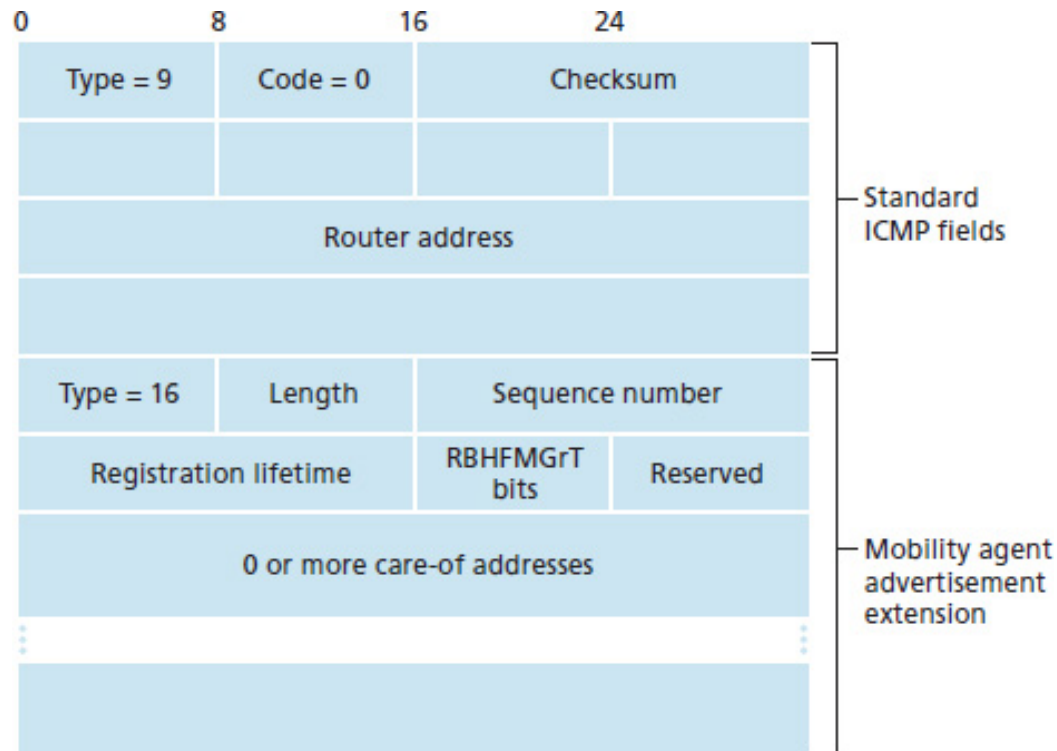 0 8 16 24
Type = 9 Code = 0 Checksum
Standard
ICMP fields
Router address
Type = 16 Length Sequence number
Registration lifetime RBHFMGrT
bits Reserved
0 or more care-of addresses
Mobility agent
advertisement
extension